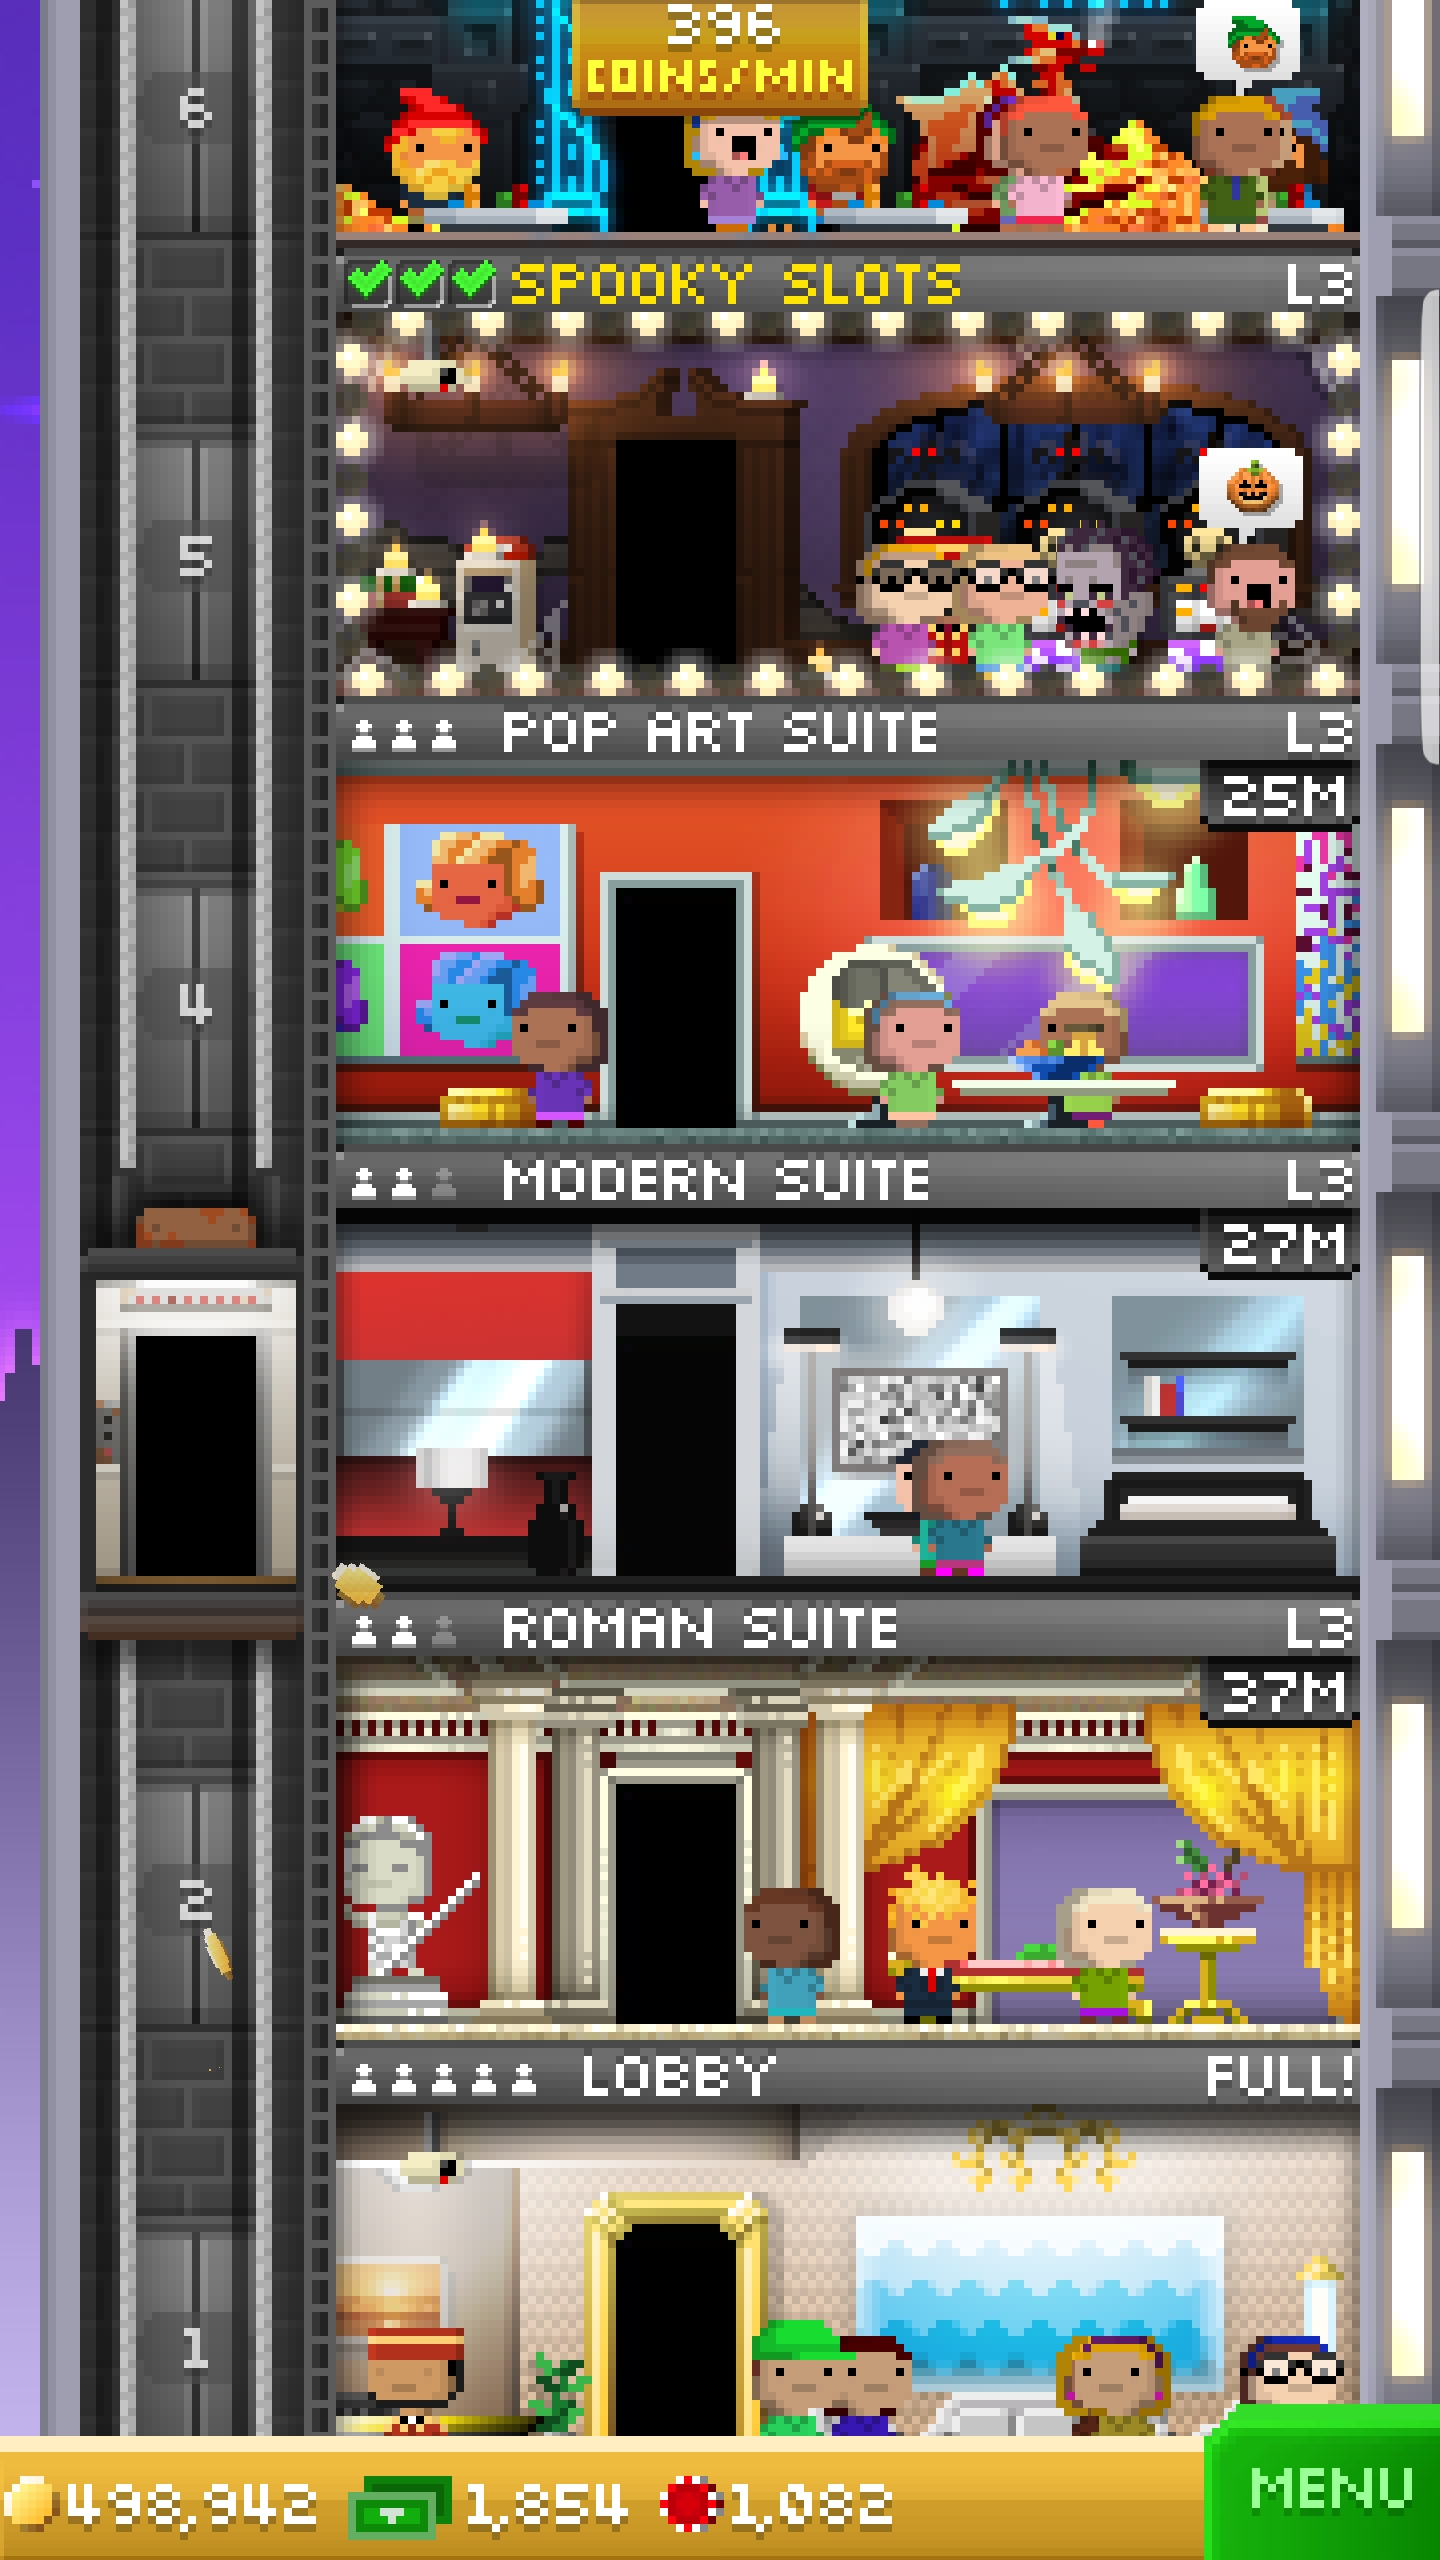 396
COINS/MIN
6
SPOOKY SLOTS L3
5
POP ART SUITE L3
25M
4
MODERN SUITE L3
27M
ROMAN SUITE L3
37M
2
LOBBY FULL!
1
498,942 1,854 1,082 MENU